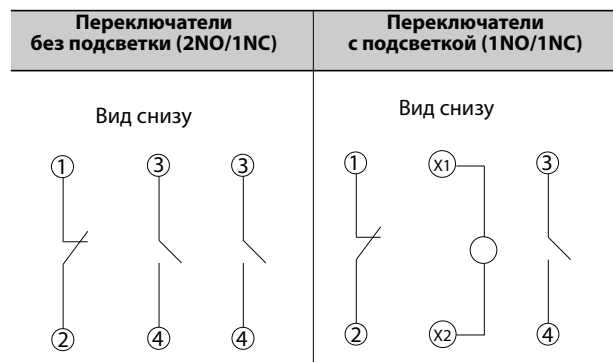 Переключатели
без подсветки (2NO/1NC)
Переключатели
с подсветкой (1NO/1NC)
Вид снизу
Вид снизу
1 3 3
1 X1 3
2 4 4
2 X2 4